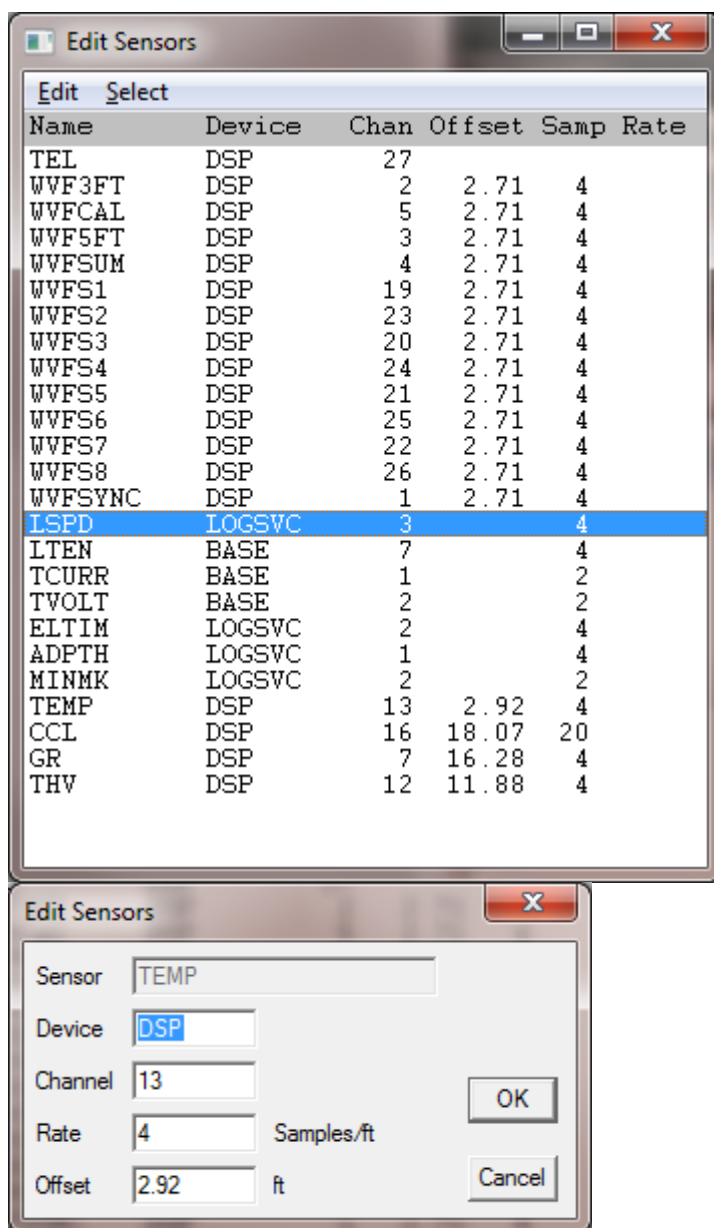 Edit Sensors
Edit Select
Name Device Chan Offset Samp Rate
TEL DSP 27
WVF3FT DSP 2 2.71 4
WVFCAL DSP 5 2.71 4
WVF5FT DSP 3 2.71 4
WVFSUM DSP 4 2.71 4
WVFS1 DSP 19 2.71 4
WVFS2 DSP 23 2.71 4
WVFS3 DSP 20 2.71 4
WVFS4 DSP 24 2.71 4
WVFS5 DSP 21 2.71 4
WVFS6 DSP 25 2.71 4
WVFS7 DSP 22 2.71 4
WVFS8 DSP 26 2.71 4
WVFSYNC DSP 1 2.71 4
LSPD LOGSVC 3 4
LTEN BASE 7 4
TCURR BASE 1 2
TVOLT BASE 2 2
ELTIM LOGSVC 2 4
ADPTH LOGSVC 1 4
MINMK LOGSVC 2 2
TEMP DSP 13 2.92 4
CCL DSP 16 18.07 20
GR DSP 7 16.28 4
THV DSP 12 11.88 4
Edit Sensors
Sensor TEMP
Device DSP
Channel 13
OK
Rate 4 Samples/ft
Offset 2.92 ft
Cancel